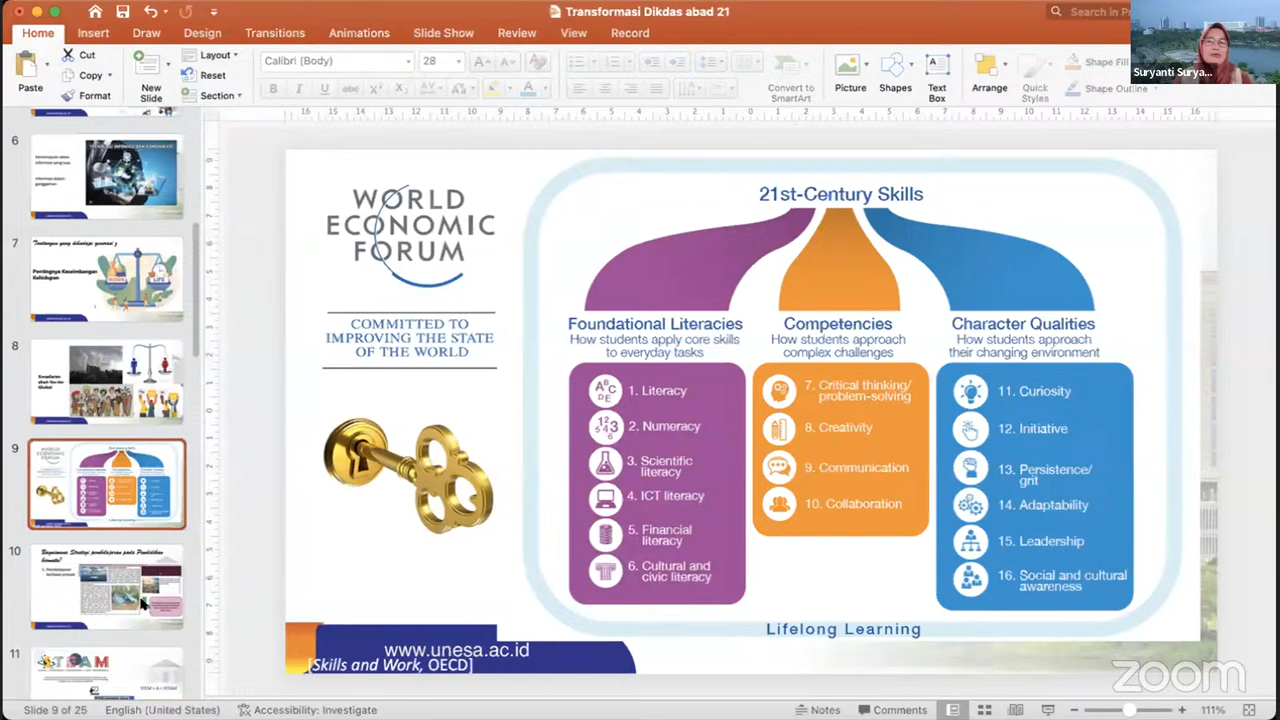 Transformasi Dikdas abad 21
Search in Pr
Home Insert Draw Design Transitions Animations Slide Show Review View Record
Paste
Cut
Copy
Format
New Slide
Layout
Reset
Section
Calibri (Body) 28
Convert to SmartArt
Picture
Shapes
Text Box
Arrange
Quick Styles
Shape Fill
Shape Outline
Suryanti Surya...
6
7
Pentingnya Keseimbangan Kehidupan
8
9
10
11
STEAM
WORLD
ECONOMIC
FORUM
COMMITTED TO
IMPROVING THE STATE
OF THE WORLD
21st-Century Skills
Foundational Literacies
How students apply core skills
to everyday tasks
1. Literacy
2. Numeracy
3. Scientific
literacy
4. ICT literacy
5. Financial
literacy
6. Cultural and
civic literacy
Competencies
How students approach
complex challenges
7. Critical thinking/
problem-solving
8. Creativity
9. Communication
10. Collaboration
Character Qualities
How students approach
their changing environment
11. Curiosity
12. Initiative
13. Persistence/
grit
14. Adaptability
15. Leadership
16. Social and cultural
awareness
Lifelong Learning
www.unesa.ac.id
[Skills and Work, OECD]
zoom
Slide 9 of 25 English (United States) Accessibility: Investigate
Notes Comments 111%